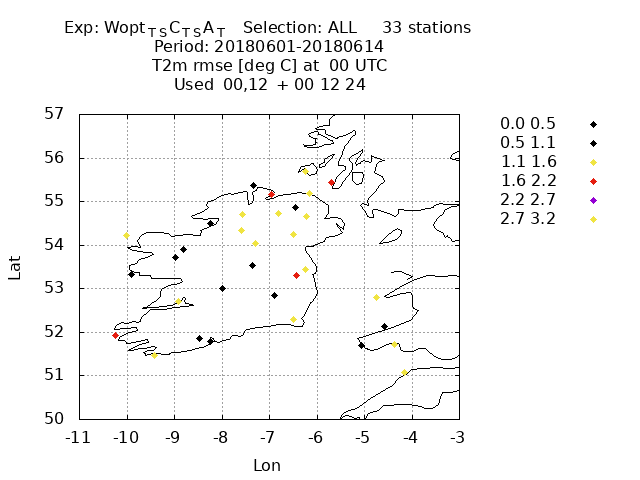 Exp: Wopt_TS C_TS A_T Selection: ALL 33 stations
Period: 20180601-20180614
T2m rmse [deg C] at 00 UTC
Used 00,12 + 00 12 24
57
56
55
54
53
52
51
50
Lat
-11 -10 -9 -8 -7 -6 -5 -4 -3
Lon
0.0 0.5
0.5 1.1
1.1 1.6
1.6 2.2
2.2 2.7
2.7 3.2